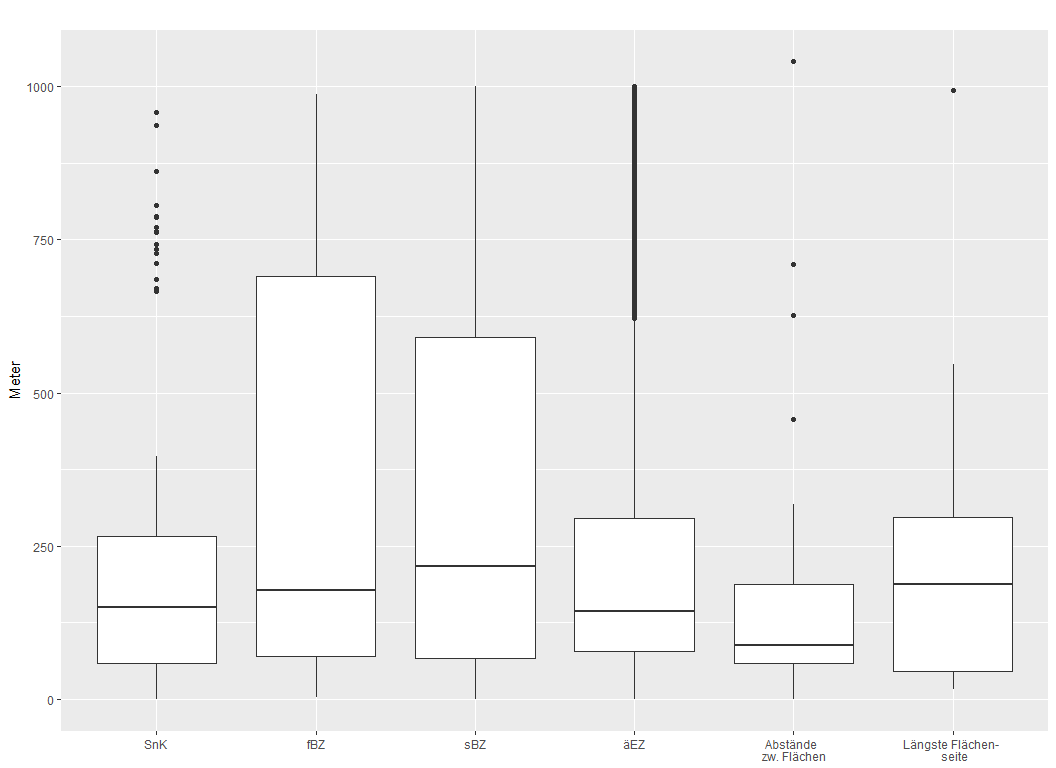 1000
750
500
250
0
Meter
SnK
fBZ
sBZ
äEZ
Abstände
zw. Flächen
Längste Flächen-
seite